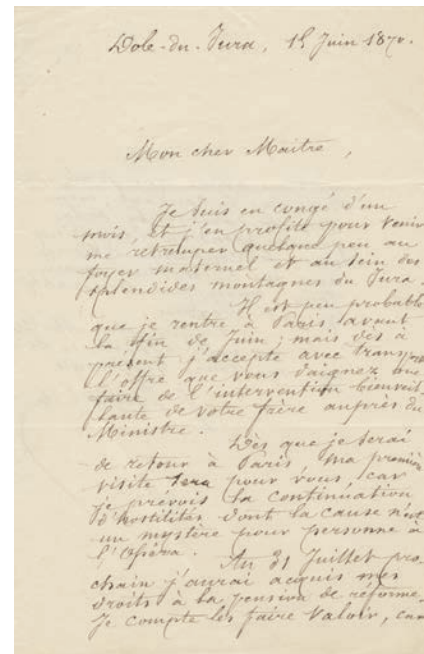 Dole-du-Jura, 15 Juin 1870.
Mon cher Maitre,
Je suis en congé d'un
mois, et j'en profite pour venir
me retremper quelque peu au
foyer maternel et au sein des
splendides montagnes du Jura.
Il est peu probable
que je rentre à Paris avant
la fin de Juin ; mais dès à
présent j'accepte avec transport
l'offre que vous daignez me
faire de l'intervention bienveil-
lante de votre frère auprès du
Ministre.
Dès que je serai
de retour à Paris ma première
visite sera pour vous, car
je prévois la continuation
d'hostilités dont la cause n'est
un mystère pour personne à
l'Opéra.
Au 31 Juillet pro-
chain j'aurai acquis mes
droits à la pension de réforme.
Je compte les faire valoir, car